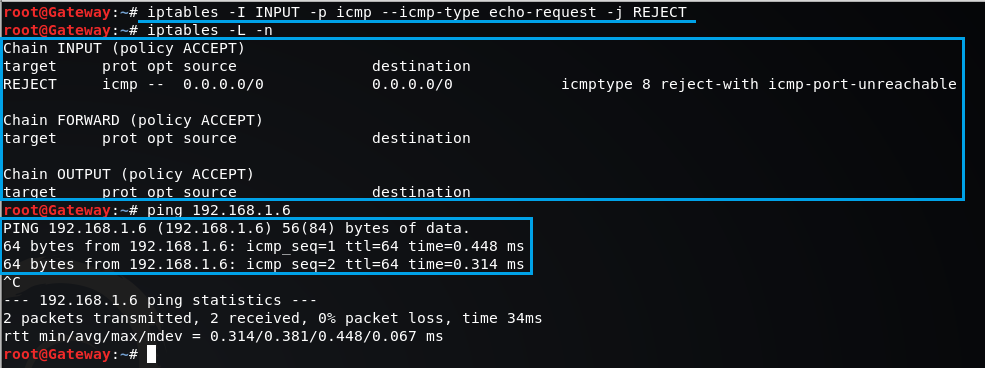 root@Gateway:~# iptables -I INPUT -p icmp --icmp-type echo-request -j REJECT
root@Gateway:~# iptables -L -n
Chain INPUT (policy ACCEPT)
target     prot opt source               destination
REJECT     icmp --  0.0.0.0/0            0.0.0.0/0            icmptype 8 reject-with icmp-port-unreachable
Chain FORWARD (policy ACCEPT)
target     prot opt source               destination
Chain OUTPUT (policy ACCEPT)
target     prot opt source               destination
root@Gateway:~# ping 192.168.1.6
PING 192.168.1.6 (192.168.1.6) 56(84) bytes of data.
64 bytes from 192.168.1.6: icmp_seq=1 ttl=64 time=0.448 ms
64 bytes from 192.168.1.6: icmp_seq=2 ttl=64 time=0.314 ms
^C
--- 192.168.1.6 ping statistics ---
2 packets transmitted, 2 received, 0% packet loss, time 34ms
rtt min/avg/max/mdev = 0.314/0.381/0.448/0.067 ms
root@Gateway:~#